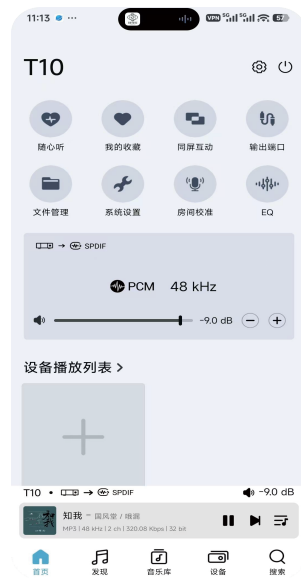 11:13
VPN 5G 5G 57
T10
随心听 我的收藏 同屏互动 输出端口
文件管理 系统设置 房间校准 EQ
→ SPDIF
PCM 48 kHz
-9.0 dB
设备播放列表 >
T10 • → SPDIF -9.0 dB
知我 - 国风堂 / 哦漏
MP3 | 48 kHz | 2 ch | 320.08 Kbps | 32 bit
首页 发现 音乐库 设备 搜索